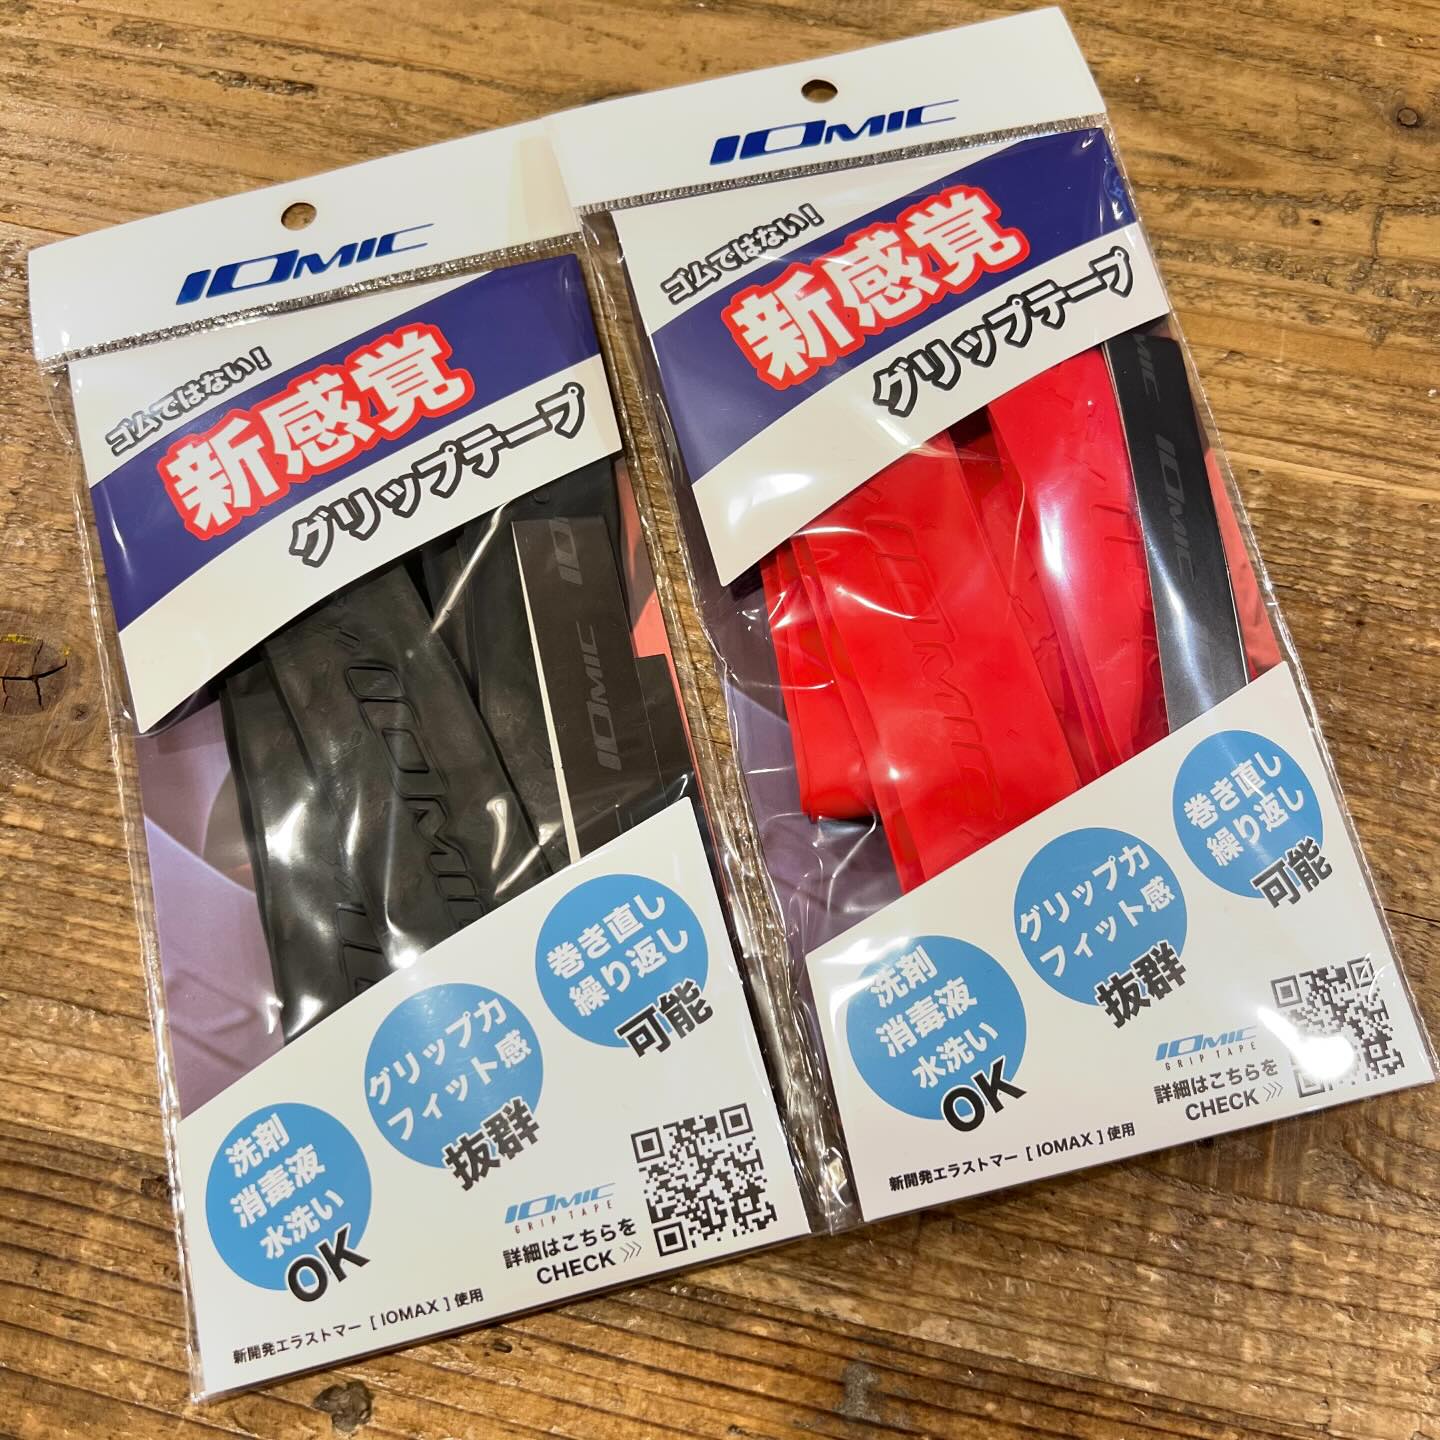 IOMIC
ゴムではない!
新感覚
グリップテープ
IOMIC
IOMIC
洗剤
消毒液
水洗い
OK
グリップ力
フィット感
抜群
巻き直し
繰り返し
可能
IOMIC
GRIP TAPE
詳細はこちらを
CHECK 》》
新開発エラストマー [ IOMAX ] 使用
IOMIC
ゴムではない!
新感覚
グリップテープ
IOMIC
IOMIC
洗剤
消毒液
水洗い
OK
グリップ力
フィット感
抜群
巻き直し
繰り返し
可能
IOMIC
GRIP TAPE
詳細はこちらを
CHECK 》》
新開発エラストマー [ IOMAX ] 使用